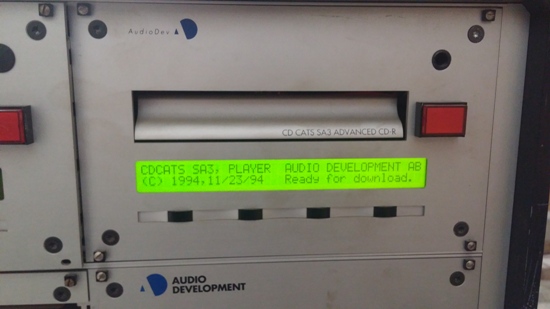 AudioDev
CD CATS SA3 ADVANCED CD-R
CDCATS SA3, PLAYER AUDIO DEVELOPMENT AB
(C) 1994,11/23/94 Ready for download.
AUDIO
DEVELOPMENT